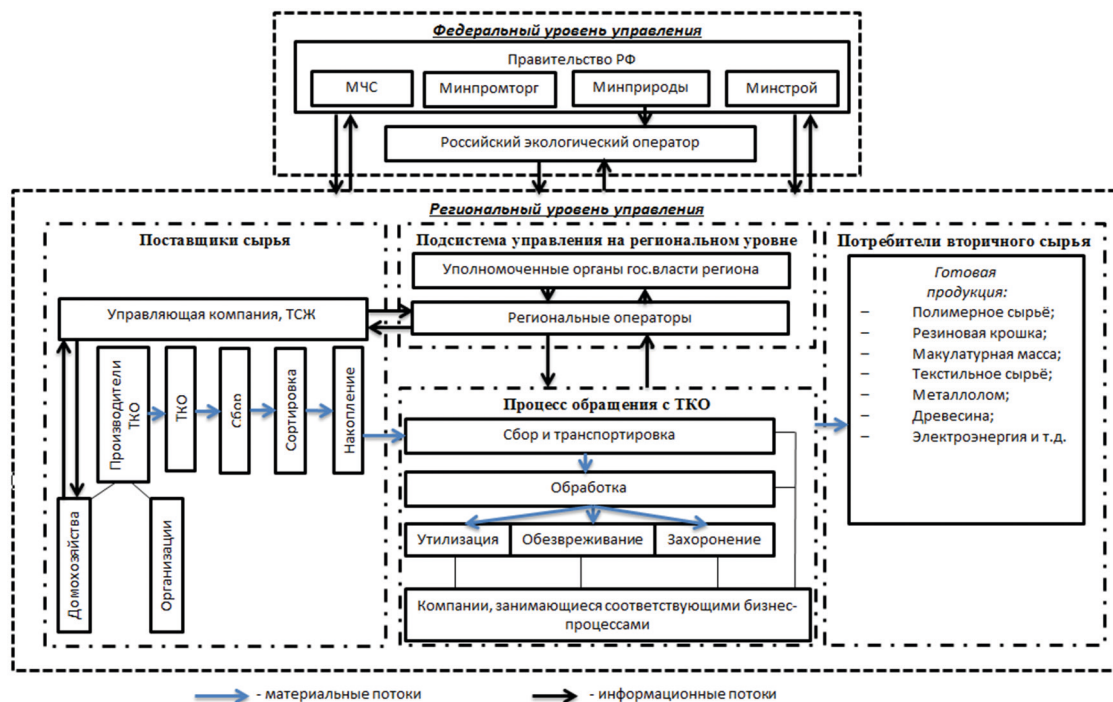 Федеральный уровень управления
Правительство РФ
МЧС
Минпромторг
Минприроды
Минстрой
Российский экологический оператор
Региональный уровень управления
Поставщики сырья
Управляющая компания, ТСЖ
Производители
ТКО
ТКО
Сбор
Сортировка
Накопление
Домохозяйства
Организации
Подсистема управления на региональном уровне
Уполномоченные органы гос.власти региона
Региональные операторы
Процесс обращения с ТКО
Сбор и транспортировка
Обработка
Утилизация
Обезвреживание
Захоронение
Компании, занимающиеся соответствующими бизнес-
процессами
Потребители вторичного сырья
Готовая
продукция:
– Полимерное сырьё;
– Резиновая крошка;
– Макулатурная масса;
– Текстильное сырьё;
– Металлолом;
– Древесина;
– Электроэнергия и т.д.
- материальные потоки
- информационные потоки